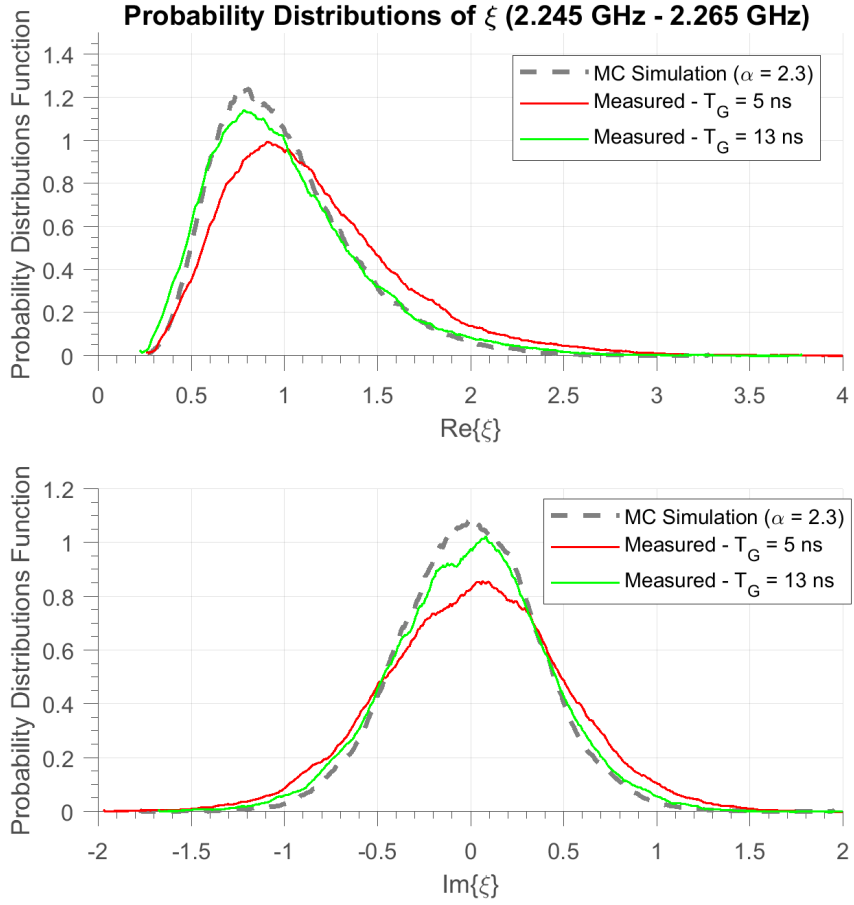 Probability Distributions of ξ (2.245 GHz - 2.265 GHz)
Probability Distributions Function
1.4
1.2
1
0.8
0.6
0.4
0.2
0
MC Simulation (α = 2.3)
Measured - T_G = 5 ns
Measured - T_G = 13 ns
0 0.5 1 1.5 2 2.5 3 3.5 4
Re{ξ}
Probability Distributions Function
1.2
1
0.8
0.6
0.4
0.2
0
MC Simulation (α = 2.3)
Measured - T_G = 5 ns
Measured - T_G = 13 ns
-2 -1.5 -1 -0.5 0 0.5 1 1.5 2
Im{ξ}